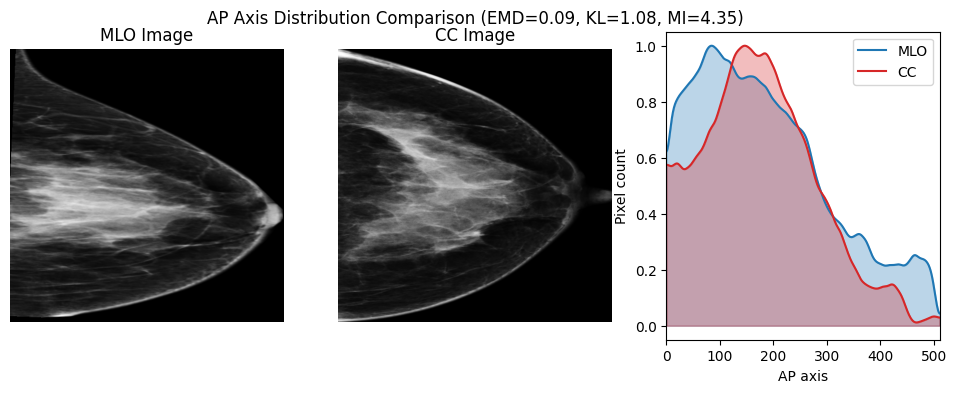 AP Axis Distribution Comparison (EMD=0.09, KL=1.08, MI=4.35)
MLO Image
CC Image
MLO
CC
Pixel count
1.0
0.8
0.6
0.4
0.2
0.0
0 100 200 300 400 500
AP axis